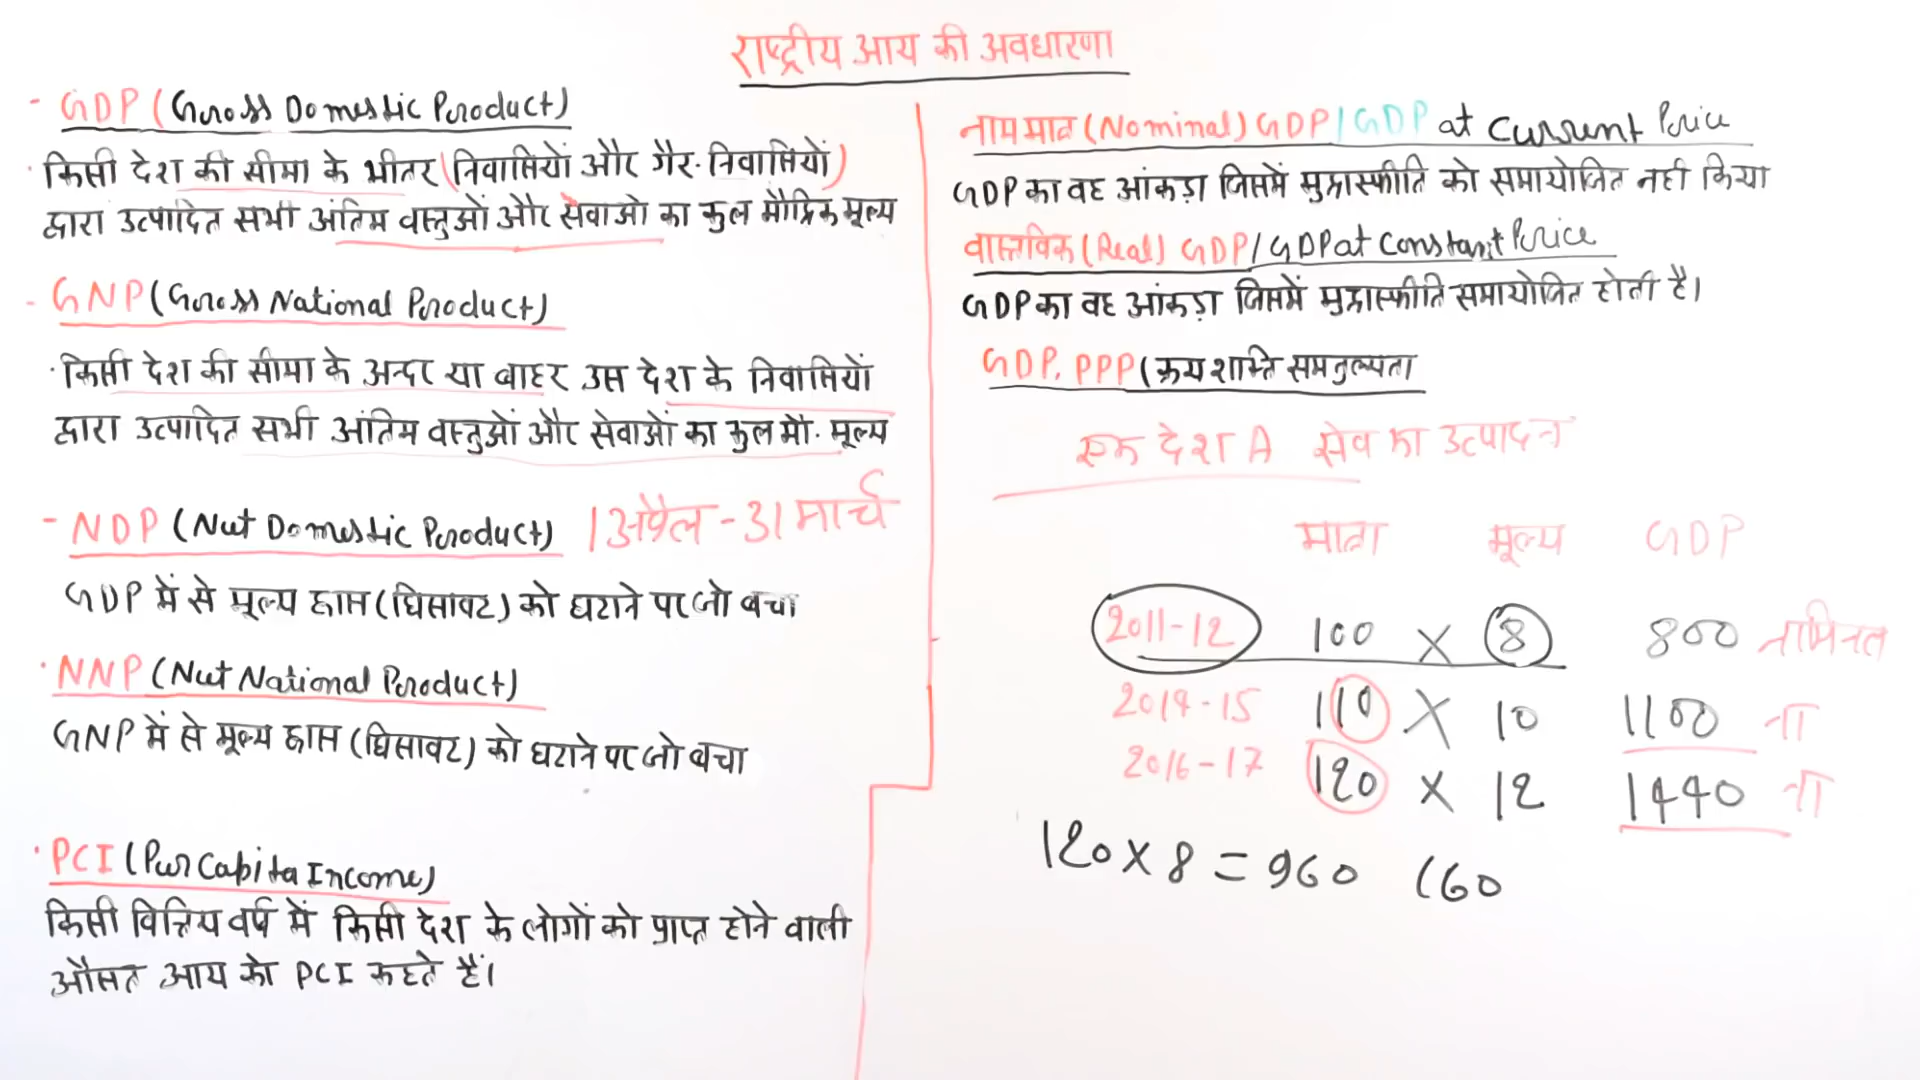 राष्ट्रीय आय की अवधारणा
- GDP (Gross Domestic Product)
किसी देश की सीमा के भीतर (निवासियों और गैर-निवासियों)
द्वारा उत्पादित सभी अंतिम वस्तुओं और सेवाओ का कुल मौद्रिक मूल्य
- GNP (Gross National Product)
किसी देश की सीमा के अन्दर या बाहर उस देश के निवासियों
द्वारा उत्पादित सभी अंतिम वस्तुओं और सेवाओं का कुल मौ. मूल्य
- NDP (Net Domestic Product) 1 अप्रैल - 31 मार्च
GDP में से मूल्य ह्रास (घिसावट) को घटाने पर जो बचा
NNP (Net National Product)
GNP में से मूल्य ह्रास (घिसावट) को घटाने पर जो बचा
PCI (Per Capita Income)
किसी वित्तिय वर्ष में किसी देश के लोगों को प्राप्त होने वाली
औसत आय को PCI कहते हैं।
नाममात्र (Nominal) GDP / GDP at Current Price
GDP का वह आंकड़ा जिसमें मुद्रास्फीति को समायोजित नही किया
वास्तविक (Real) GDP / GDP at Constant Price
GDP का वह आंकड़ा जिसमें मुद्रास्फीति समायोजित होती है।
GDP, PPP (क्रय शक्ति समतुल्यता
एक देश A सेव का उत्पादन
मात्रा मूल्य GDP
2011-12 100 X 8 800 नामिनल
2014-15 110 X 10 1100 ना
2016-17 120 X 12 1440 ना
120 X 8 = 960 (60